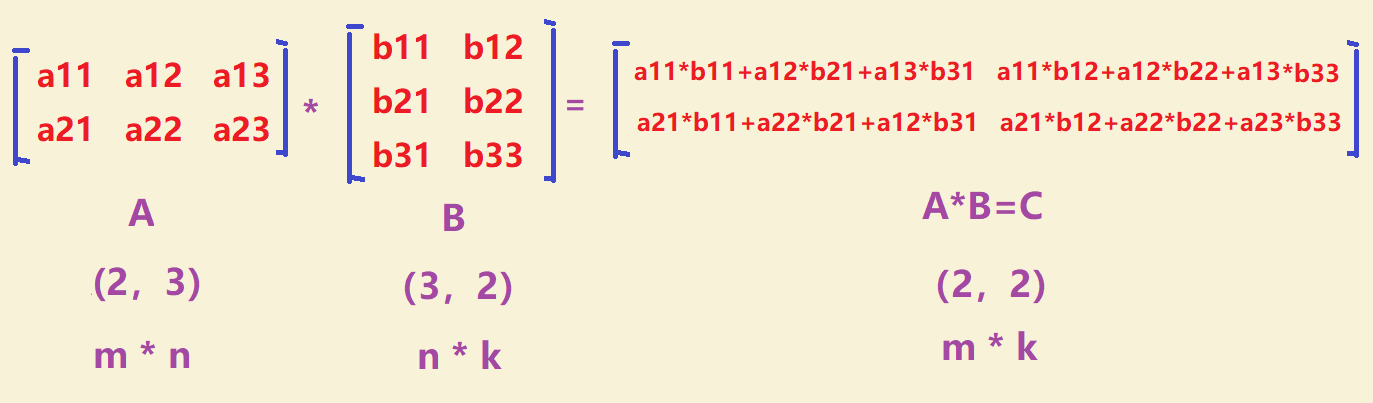 a11 a12 a13
a21 a22 a23
*
b11 b12
b21 b22
b31 b33
=
a11*b11+a12*b21+a13*b31 a11*b12+a12*b22+a13*b33
a21*b11+a22*b21+a12*b31 a21*b12+a22*b22+a23*b33
A B A*B=C
(2，3) (3，2) (2，2)
m * n n * k m * k